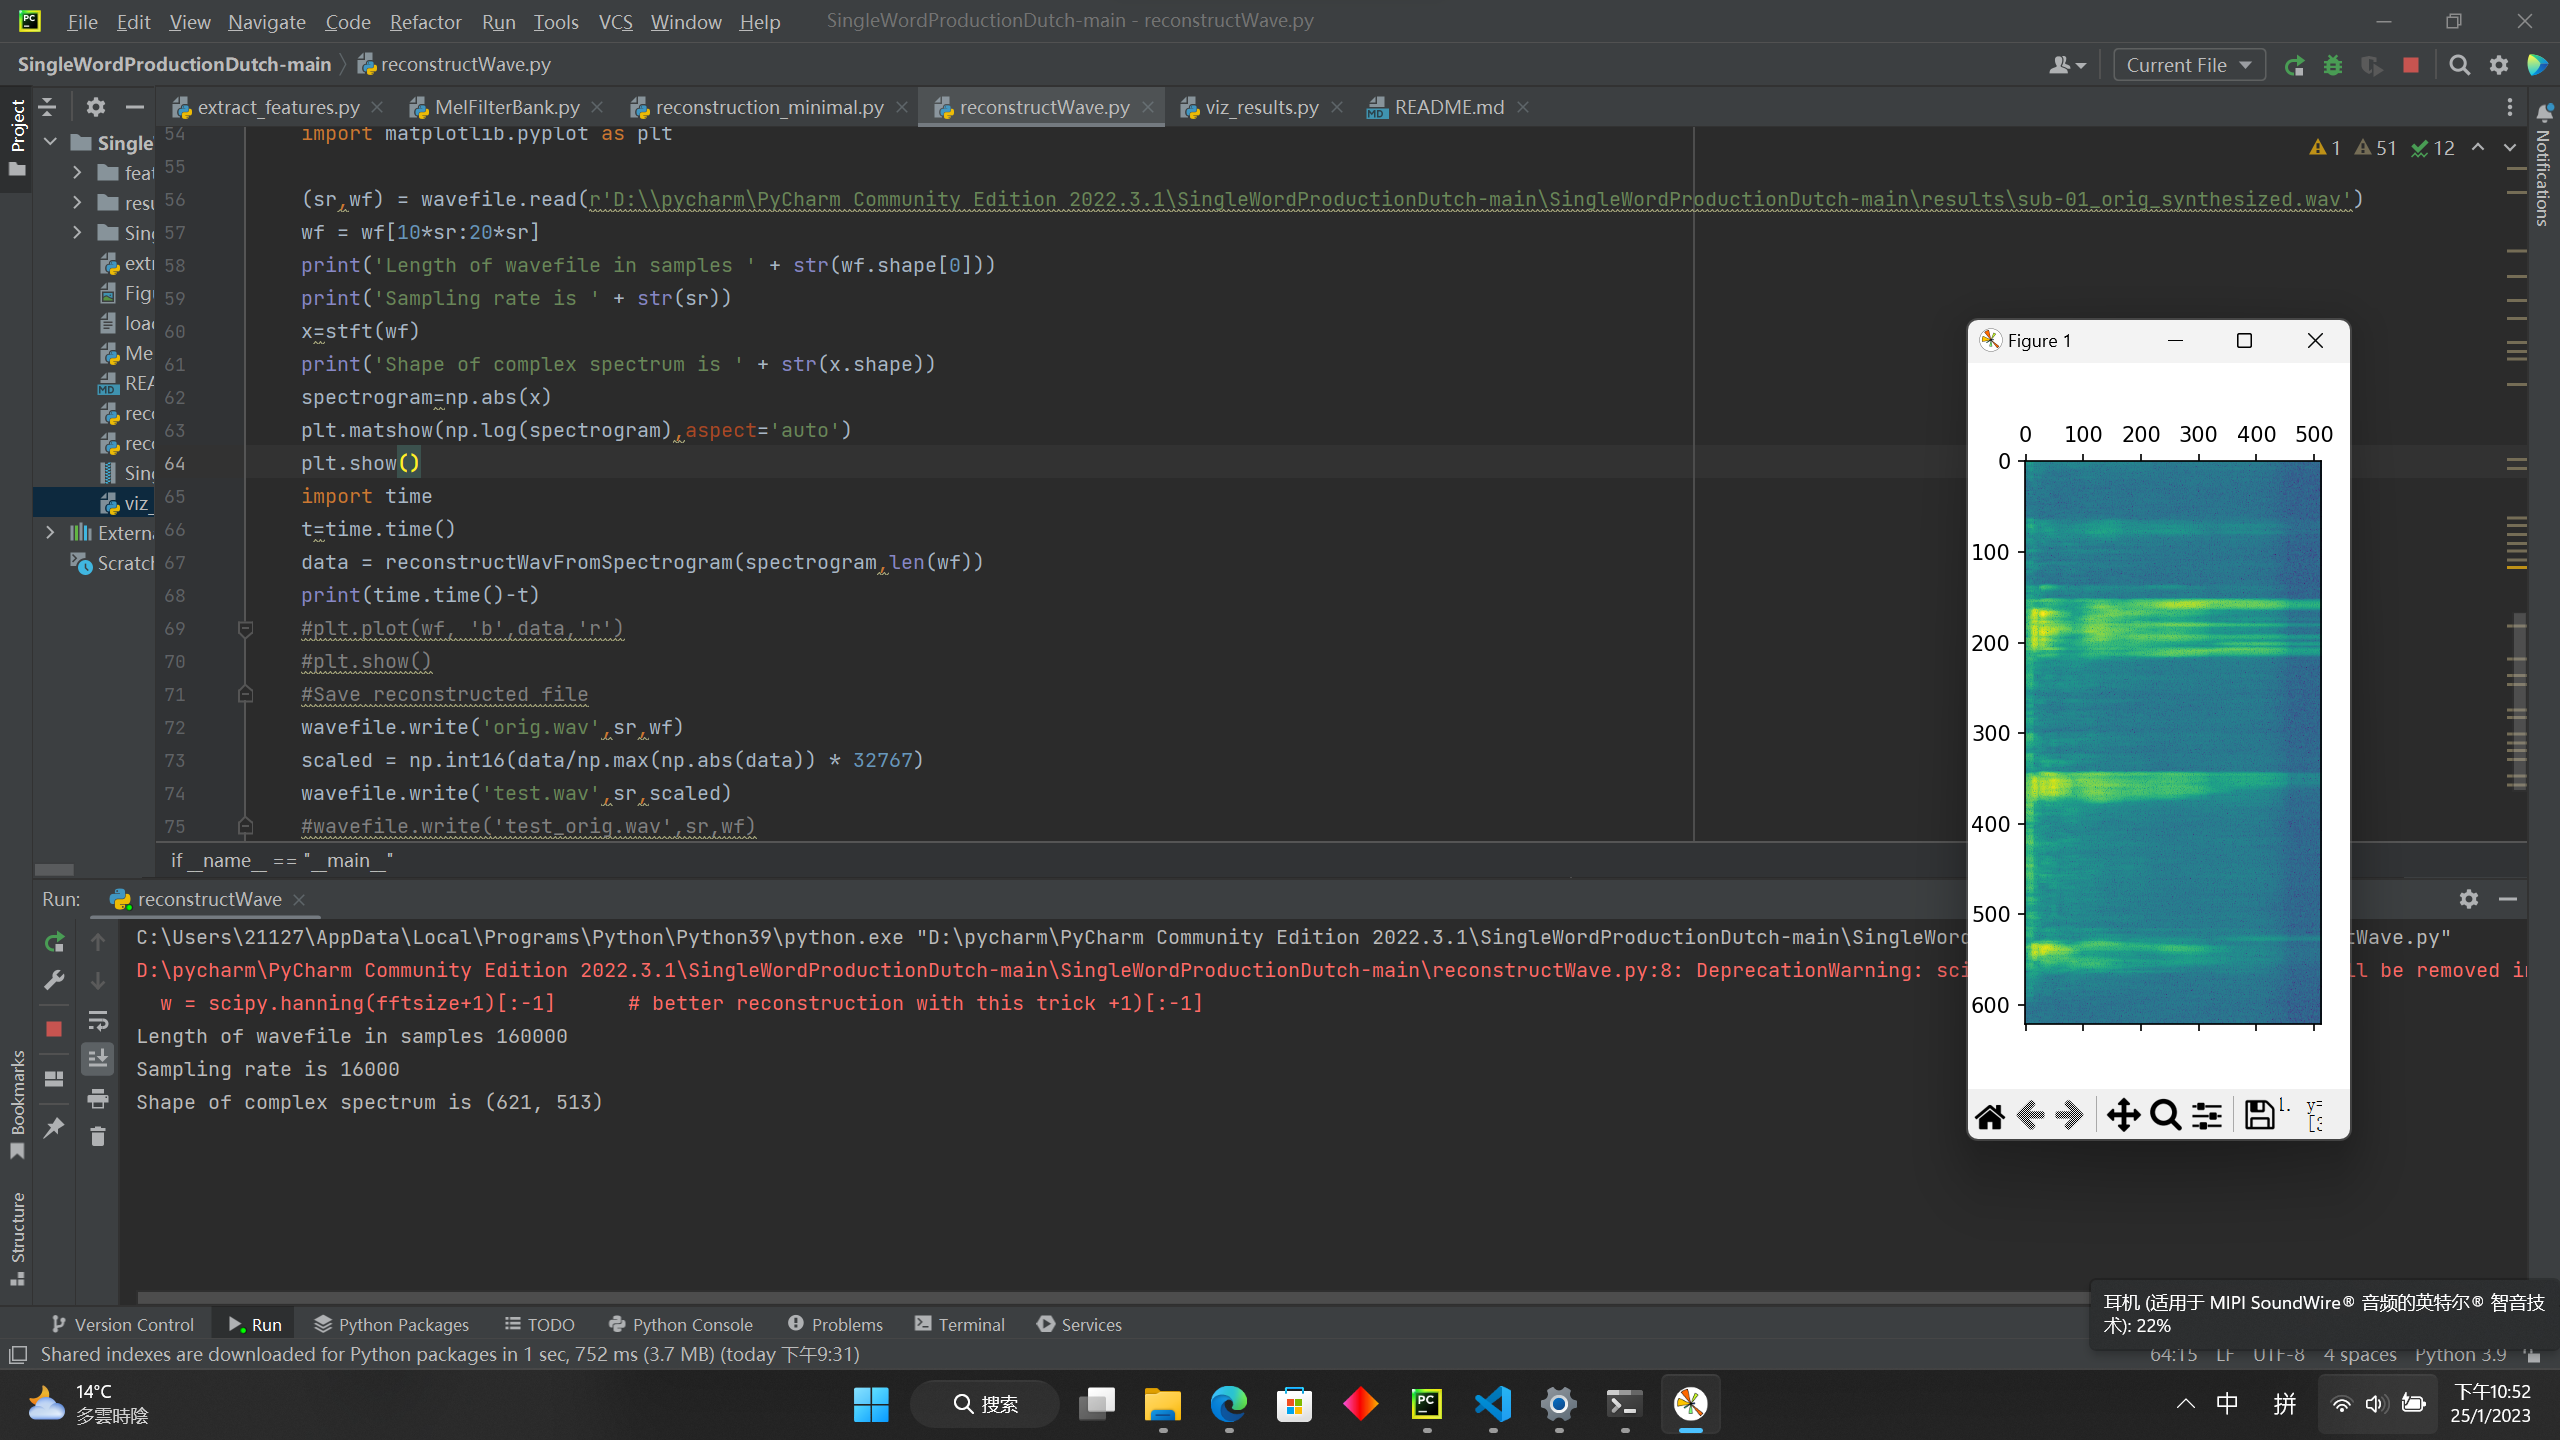 File Edit View Navigate Code Refactor Run Tools VCS Window Help SingleWordProductionDutch-main - reconstructWave.py
SingleWordProductionDutch-main reconstructWave.py Current File
Project
extract_features.py MelFilterBank.py reconstruction_minimal.py reconstructWave.py viz_results.py README.md
Single
feat
resu
Sing
extr
Figu
load
Me
REA
reco
reco
Sing
viz_
Externa
Scratch
1 51 12
54 import matplotlib.pyplot as plt
55
56 (sr,wf) = wavefile.read(r'D:\\pycharm\PyCharm Community Edition 2022.3.1\SingleWordProductionDutch-main\SingleWordProductionDutch-main\results\sub-01_orig_synthesized.wav')
57 wf = wf[10*sr:20*sr]
58 print('Length of wavefile in samples ' + str(wf.shape[0]))
59 print('Sampling rate is ' + str(sr))
60 x=stft(wf)
61 print('Shape of complex spectrum is ' + str(x.shape))
62 spectrogram=np.abs(x)
63 plt.matshow(np.log(spectrogram),aspect='auto')
64 plt.show()
65 import time
66 t=time.time()
67 data = reconstructWavFromSpectrogram(spectrogram,len(wf))
68 print(time.time()-t)
69 #plt.plot(wf, 'b',data,'r')
70 #plt.show()
71 #Save reconstructed file
72 wavefile.write('orig.wav',sr,wf)
73 scaled = np.int16(data/np.max(np.abs(data)) * 32767)
74 wavefile.write('test.wav',sr,scaled)
75 #wavefile.write('test_orig.wav',sr,wf)
if __name__ == "__main__"
Notifications
Figure 1
0 100 200 300 400 500
0
100
200
300
400
500
600
Run: reconstructWave
C:\Users\21127\AppData\Local\Programs\Python\Python39\python.exe "D:\pycharm\PyCharm Community Edition 2022.3.1\SingleWordProductionDutch-main\SingleWord tWave.py"
D:\pycharm\PyCharm Community Edition 2022.3.1\SingleWordProductionDutch-main\SingleWordProductionDutch-main\reconstructWave.py:8: DeprecationWarning: sci ll be removed in
w = scipy.hanning(fftsize+1)[:-1] # better reconstruction with this trick +1)[:-1]
Length of wavefile in samples 160000
Sampling rate is 16000
Shape of complex spectrum is (621, 513)
Bookmarks
Structure
Version Control Run Python Packages TODO Python Console Problems Terminal Services
耳机 (适用于 MIPI SoundWire® 音频的英特尔® 智音技
术): 22%
Shared indexes are downloaded for Python packages in 1 sec, 752 ms (3.7 MB) (today 下午9:31) 64:15 LF UTF-8 4 spaces Python 3.9
14°C
多雲時陰
搜索
中 拼
下午10:52
25/1/2023